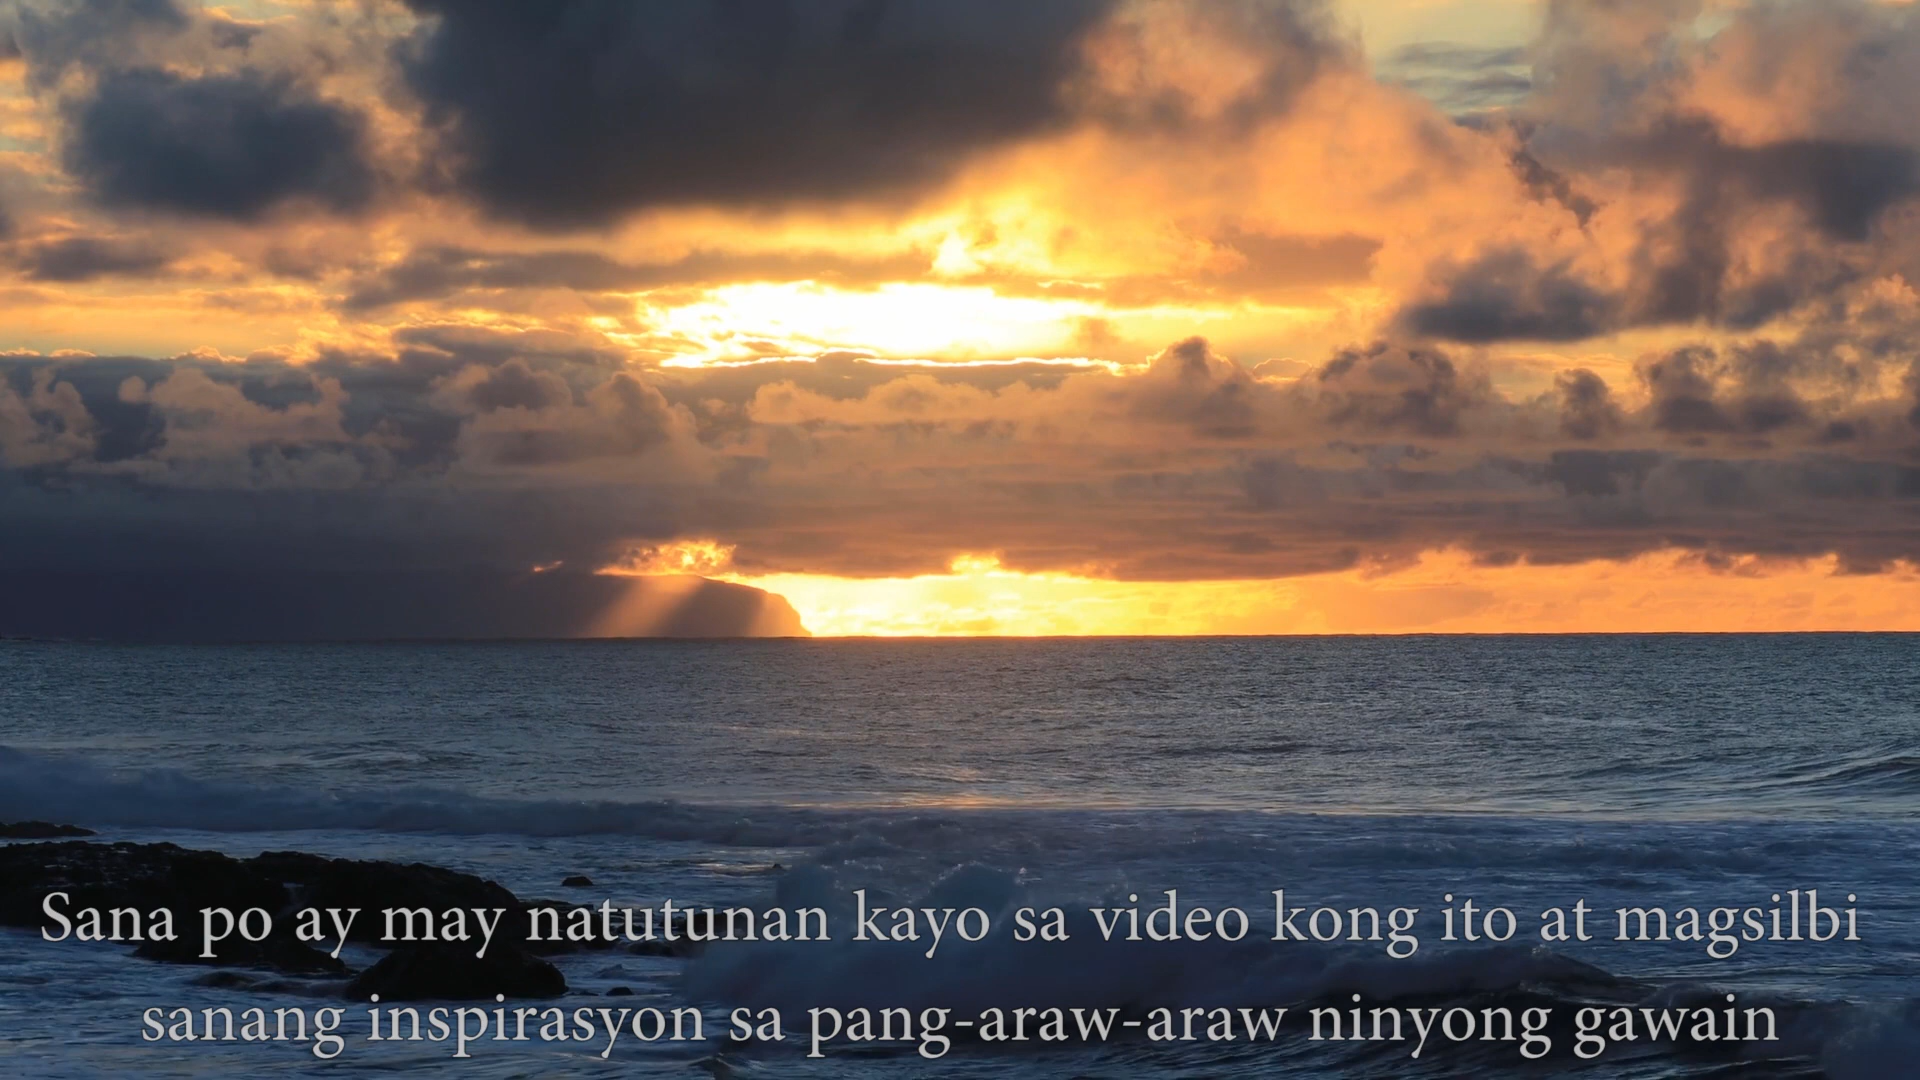 Sana po ay may natutunan kayo sa video kong ito at magsilbi
sanang inspirasyon sa pang-araw-araw ninyong gawain